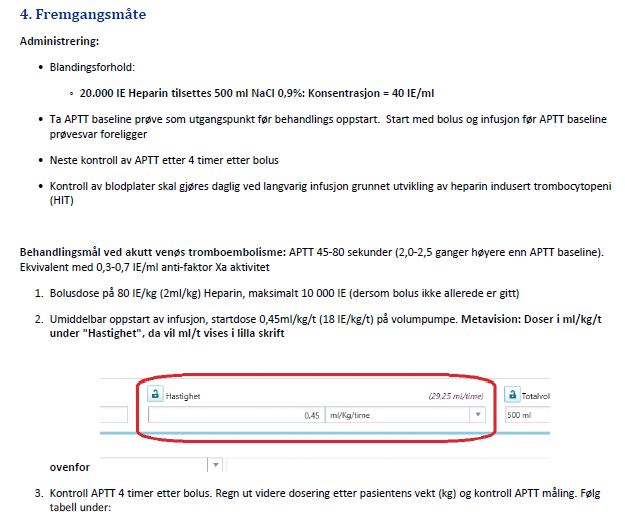 4. Fremgangsmåte
Administrering:
• Blandingsforhold:
◦ 20.000 IE Heparin tilsettes 500 ml NaCl 0,9%: Konsentrasjon = 40 IE/ml
• Ta APTT baseline prøve som utgangspunkt før behandlings oppstart. Start med bolus og infusjon før APTT baseline
prøvesvar foreligger
• Neste kontroll av APTT etter 4 timer etter bolus
• Kontroll av blodplater skal gjøres daglig ved langvarig infusjon grunnet utvikling av heparin indusert trombocytopeni
(HIT)
Behandlingsmål ved akutt venøs tromboembolisme: APTT 45-80 sekunder (2,0-2,5 ganger høyere enn APTT baseline).
Ekvivalent med 0,3-0,7 IE/ml anti-faktor Xa aktivitet
1. Bolusdose på 80 IE/kg (2ml/kg) Heparin, maksimalt 10 000 IE (dersom bolus ikke allerede er gitt)
2. Umiddelbar oppstart av infusjon, startdose 0,45ml/kg/t (18 IE/kg/t) på volumpumpe. Metavision: Doser i ml/kg/t
under "Hastighet", da vil ml/t vises i lilla skrift
Hastighet (29,25 ml/time) Totalvol
0,45 ml/Kg/time 500 ml
ovenfor
3. Kontroll APTT 4 timer etter bolus. Regn ut videre dosering etter pasientens vekt (kg) og kontroll APTT måling. Følg
tabell under: